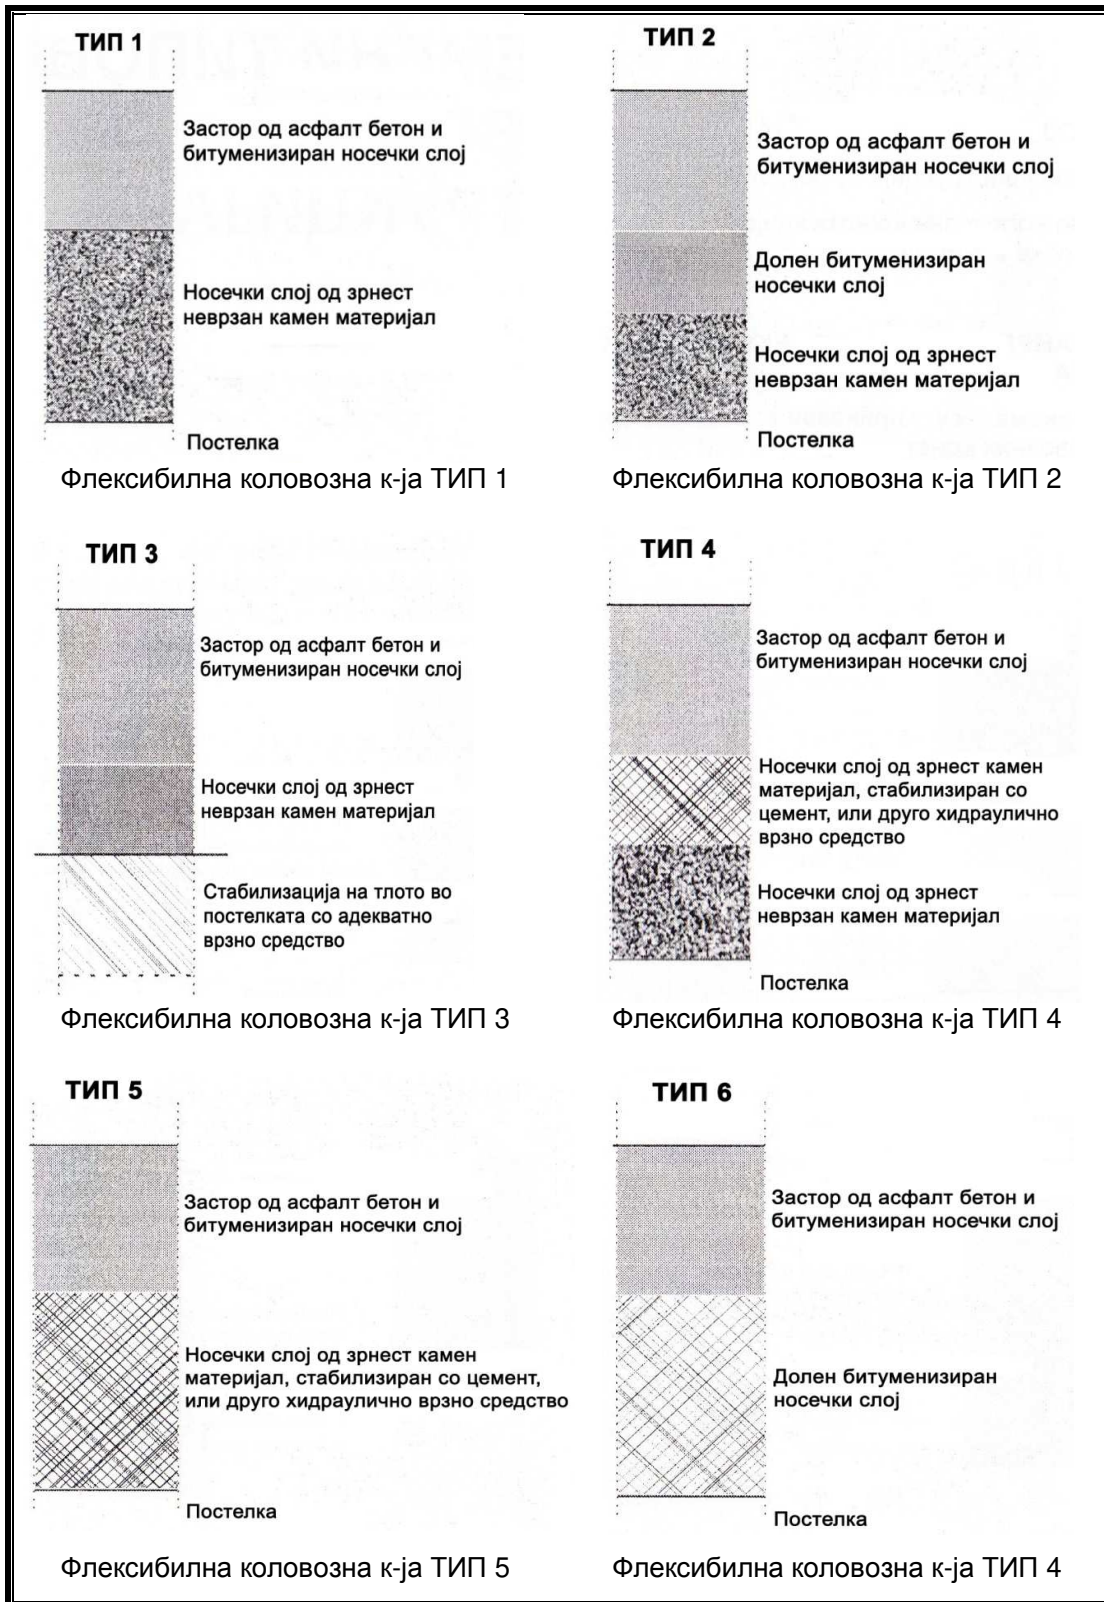 ТИП 1
Застор од асфалт бетон и
битуменизиран носечки слој
Носечки слој од зрнест
неврзан камен материјал
Постелка
Флексибилна коловозна к-ја ТИП 1
ТИП 2
Застор од асфалт бетон и
битуменизиран носечки слој
Долен битуменизиран
носечки слој
Носечки слој од зрнест
неврзан камен материјал
Постелка
Флексибилна коловозна к-ја ТИП 2
ТИП 3
Застор од асфалт бетон и
битуменизиран носечки слој
Носечки слој од зрнест
неврзан камен материјал
Стабилизација на тлото во
постелката со адекватно
врзно средство
Флексибилна коловозна к-ја ТИП 3
ТИП 4
Застор од асфалт бетон и
битуменизиран носечки слој
Носечки слој од зрнест камен
материјал, стабилизиран со
цемент, или друго хидраулично
врзно средство
Носечки слој од зрнест
неврзан камен материјал
Постелка
Флексибилна коловозна к-ја ТИП 4
ТИП 5
Застор од асфалт бетон и
битуменизиран носечки слој
Носечки слој од зрнест камен
материјал, стабилизиран со цемент,
или друго хидраулично врзно средство
Постелка
Флексибилна коловозна к-ја ТИП 5
ТИП 6
Застор од асфалт бетон и
битуменизиран носечки слој
Долен битуменизиран
носечки слој
Постелка
Флексибилна коловозна к-ја ТИП 4